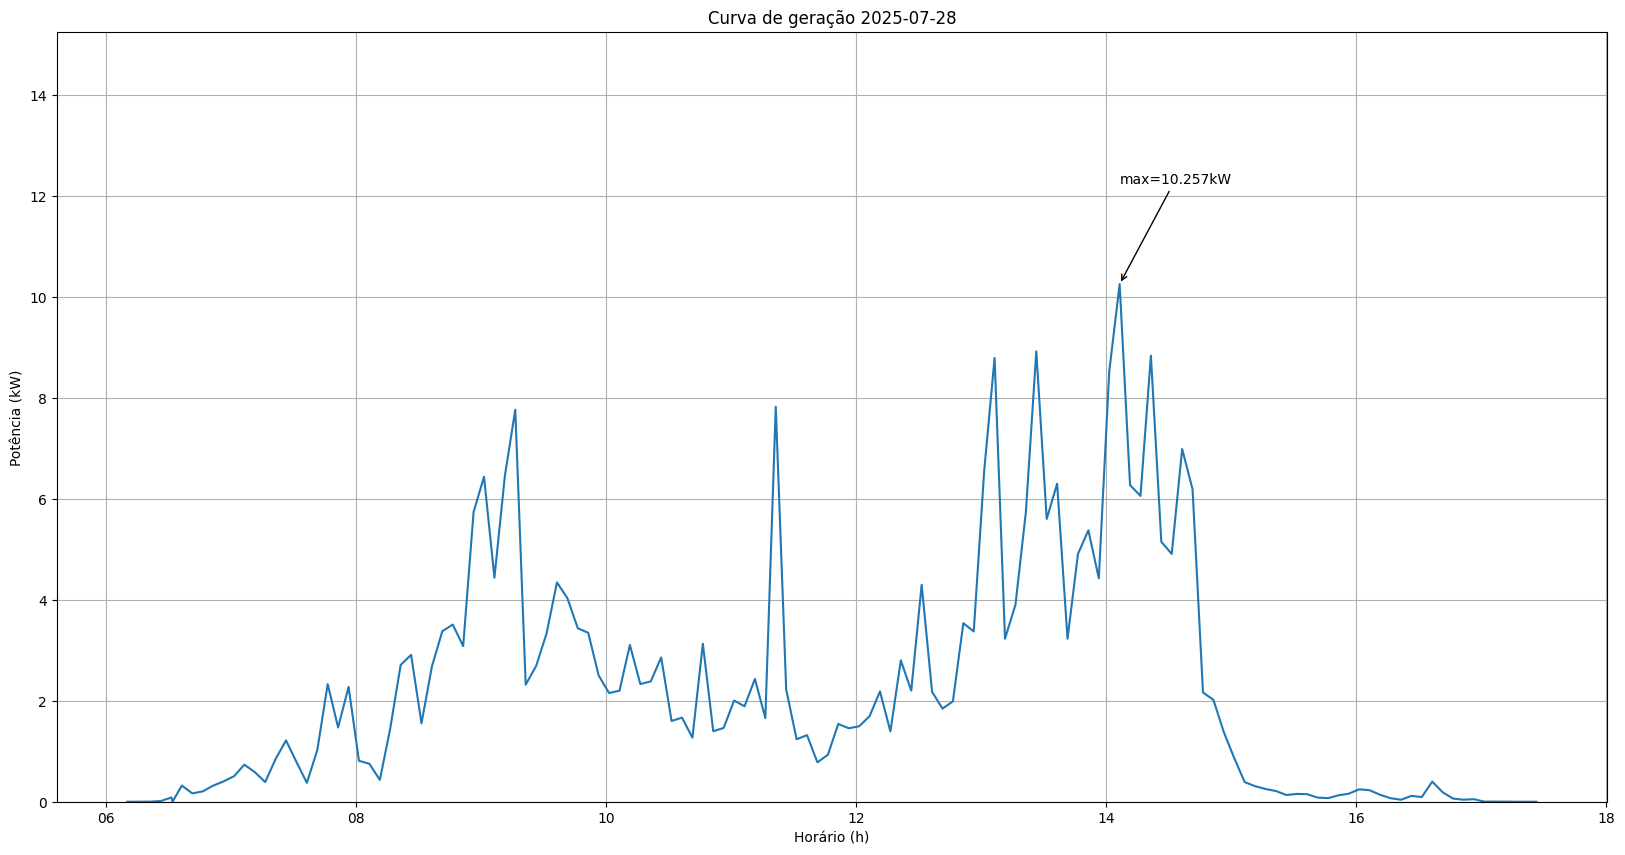 Curva de geração 2025-07-28
14
12
10
8
6
4
2
0
Potência (kW)
max=10.257kW
06 08 10 12 14 16 18
Horário (h)